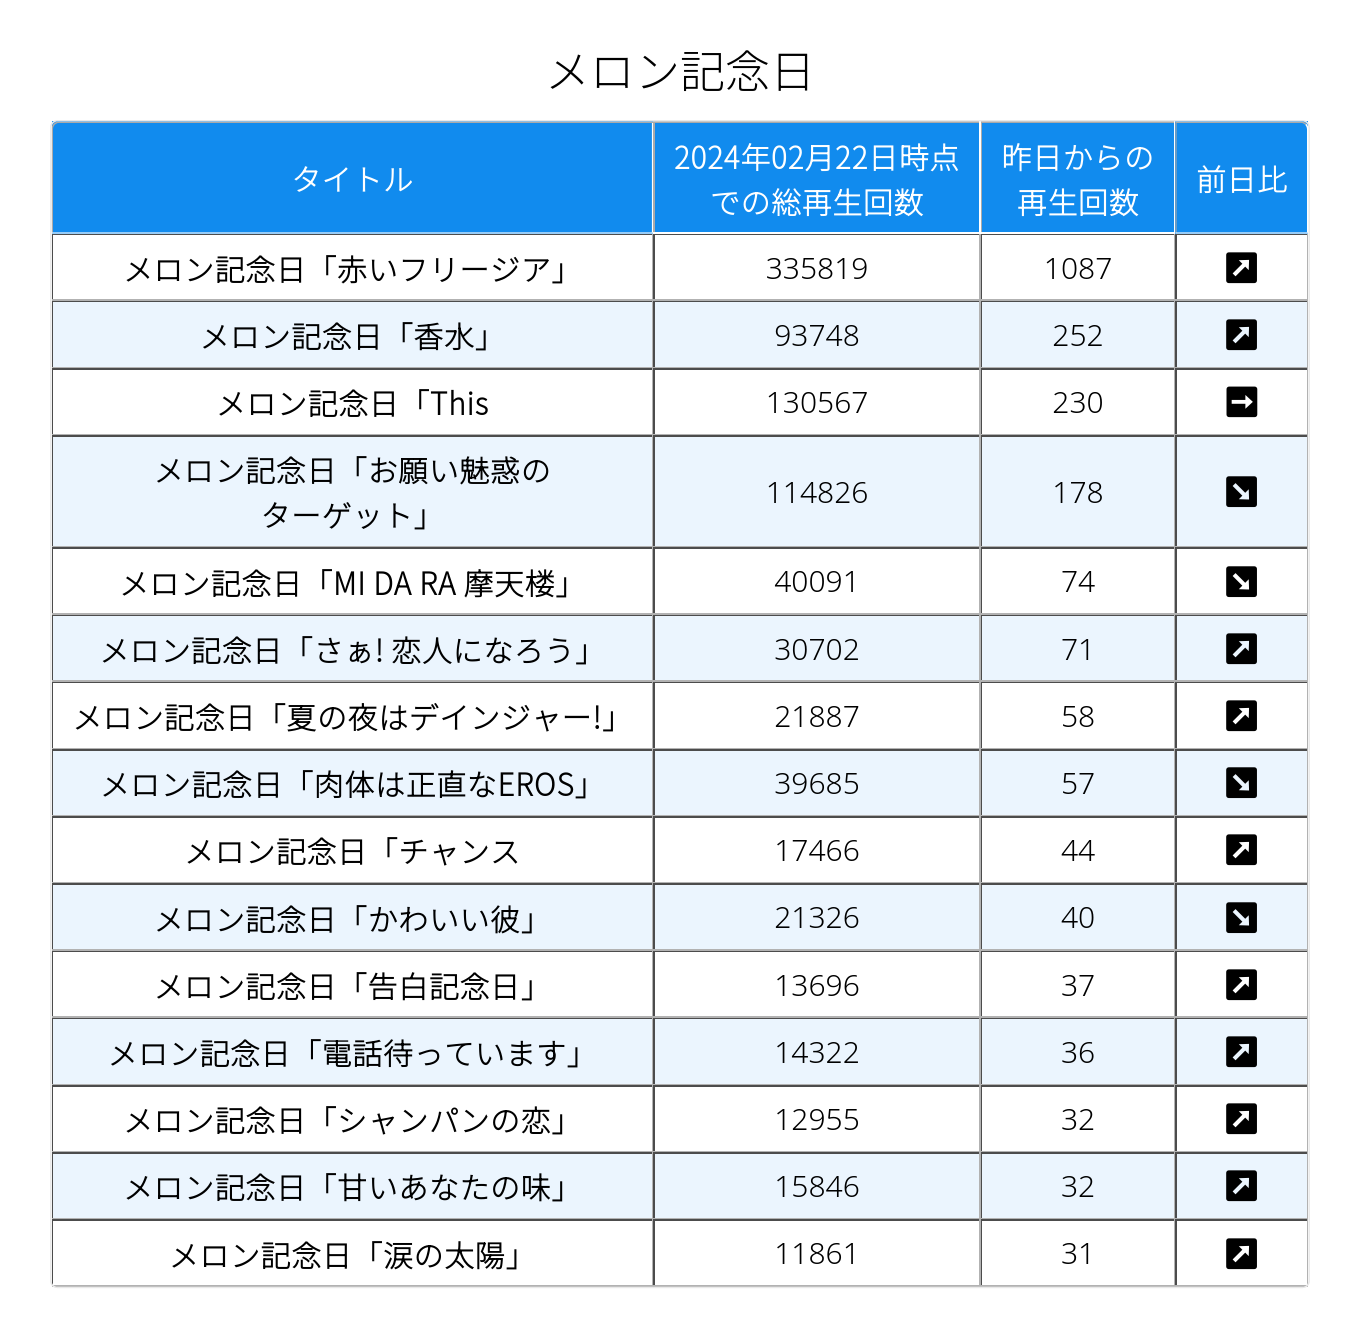 メロン記念日
タイトル
2024年02月22日時点
での総再生回数
昨日からの
再生回数
前日比
メロン記念日「赤いフリージア」 335819 1087
メロン記念日「香水」 93748 252
メロン記念日「This 130567 230
メロン記念日「お願い魅惑の
ターゲット」 114826 178
メロン記念日「MI DA RA 摩天楼」 40091 74
メロン記念日「さぁ! 恋人になろう」 30702 71
メロン記念日「夏の夜はデインジャー!」 21887 58
メロン記念日「肉体は正直なEROS」 39685 57
メロン記念日「チャンス 17466 44
メロン記念日「かわいい彼」 21326 40
メロン記念日「告白記念日」 13696 37
メロン記念日「電話待っています」 14322 36
メロン記念日「シャンパンの恋」 12955 32
メロン記念日「甘いあなたの味」 15846 32
メロン記念日「涙の太陽」 11861 31